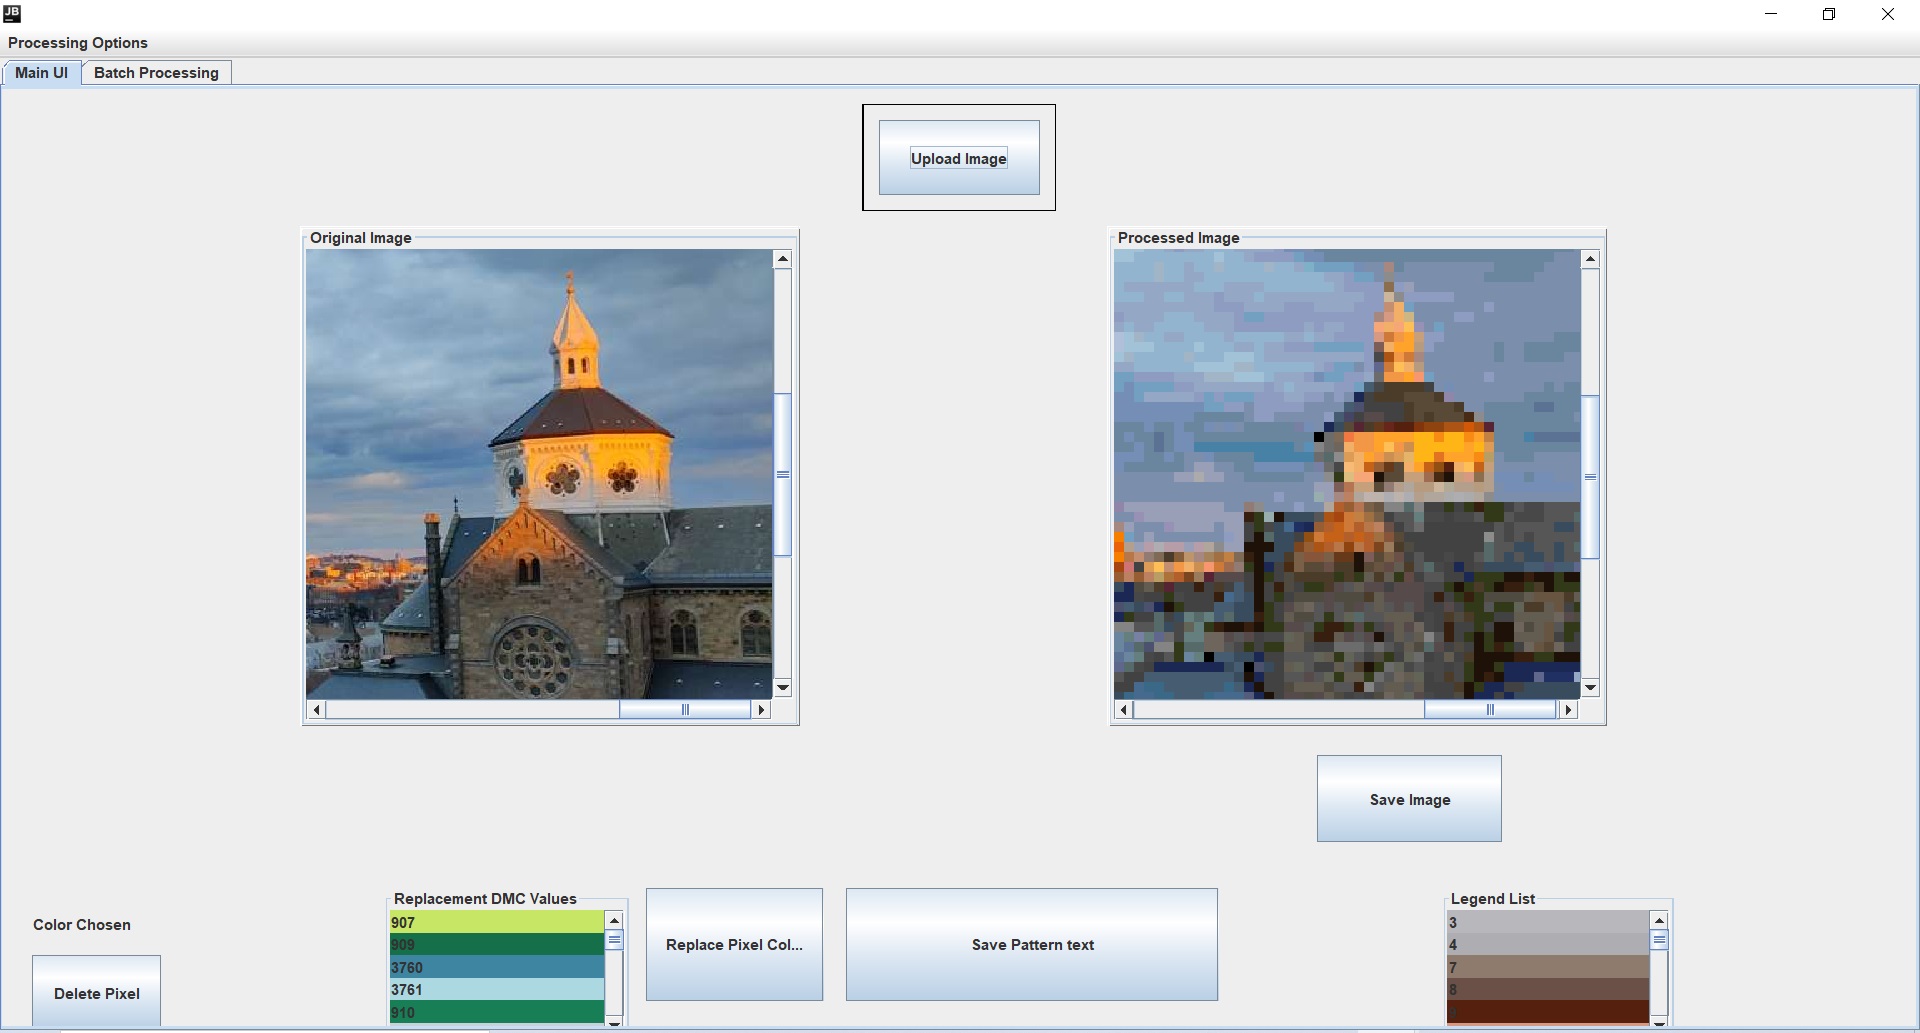 JB
Processing Options
Main UI
Batch Processing
Upload Image
Original Image
Processed Image
Save Image
Color Chosen
Delete Pixel
Replacement DMC Values
907
909
3760
3761
910
Replace Pixel Col...
Save Pattern text
Legend List
3
4
7
8